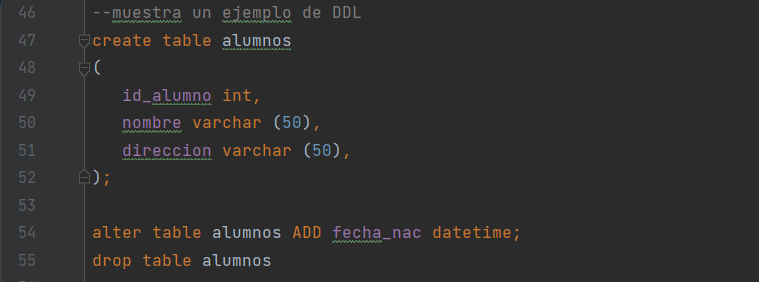 46 --muestra un ejemplo de DDL
47 create table alumnos
48 (
49 id_alumno int,
50 nombre varchar (50),
51 direccion varchar (50),
52 );
53
54 alter table alumnos ADD fecha_nac datetime;
55 drop table alumnos